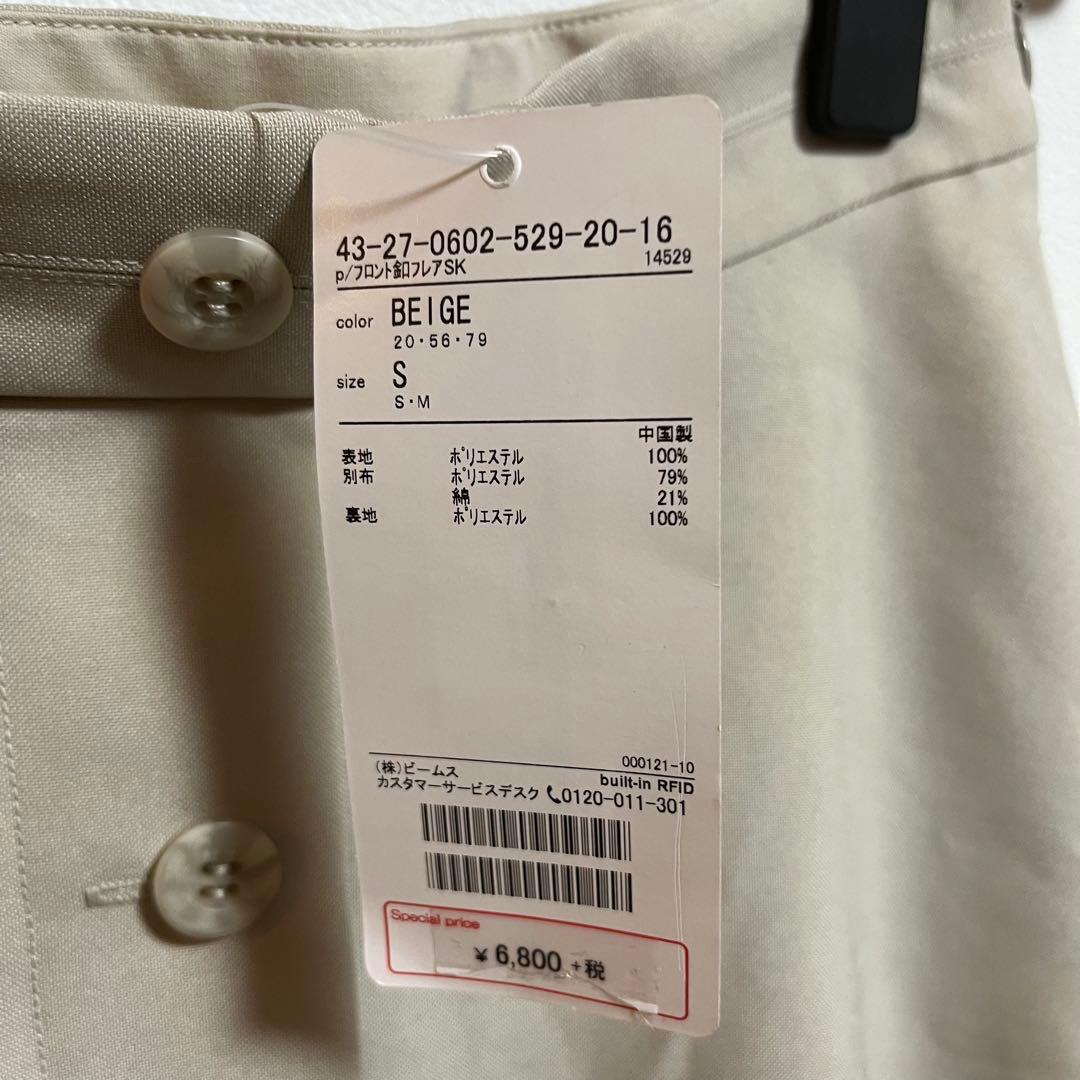 43-27-0602-529-20-16
p/フロント釦フレアSK 14529
color BEIGE
20・56・79
size S
S・M
中国製
表地 ポリエステル 100%
別布 ポリエステル 79%
綿 21%
裏地 ポリエステル 100%
000121-10
(株)ビームス built-in RFID
カスタマーサービスデスク 0120-011-301
Special price
¥6,800+税